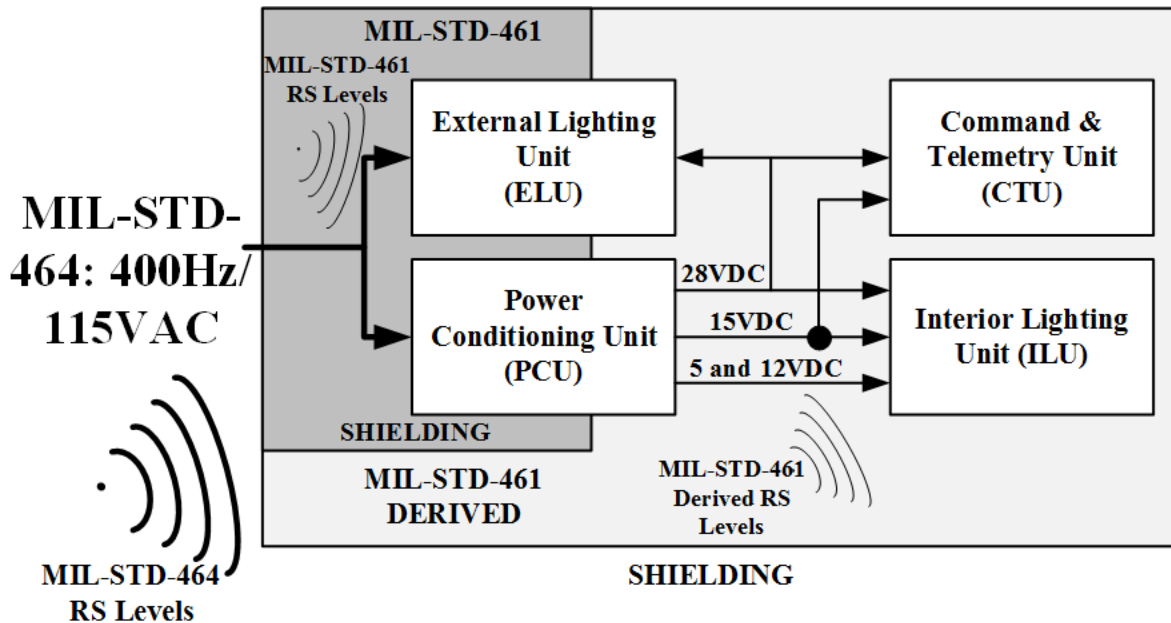 MIL-STD-461
MIL-STD-461
RS Levels
External Lighting
Unit
(ELU)
Command &
Telemetry Unit
(CTU)
MIL-STD-
464: 400Hz/
115VAC
28VDC
Power
Conditioning Unit
(PCU)
15VDC
5 and 12VDC
Interior Lighting
Unit (ILU)
SHIELDING
MIL-STD-461
DERIVED
MIL-STD-461
Derived RS
Levels
MIL-STD-464
RS Levels
SHIELDING